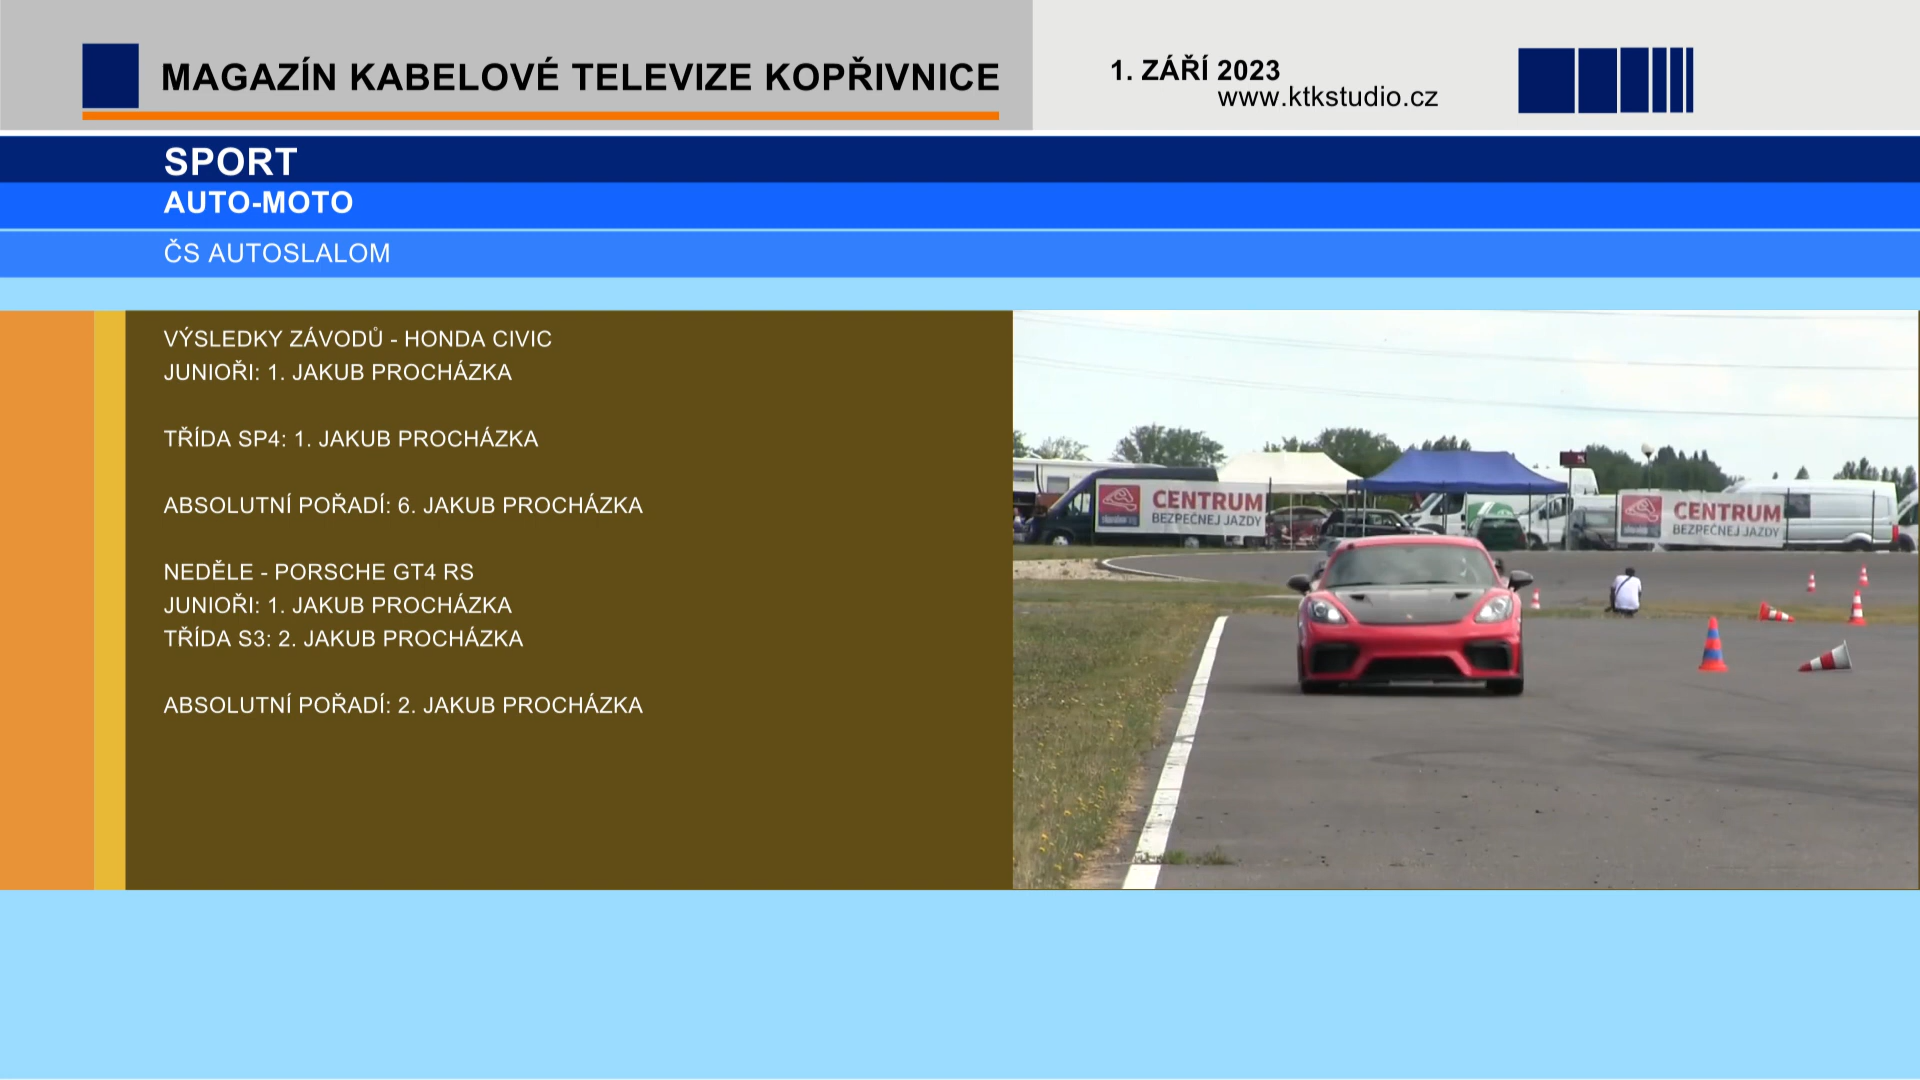 MAGAZÍN KABELOVÉ TELEVIZE KOPŘIVNICE
1. ZÁŘÍ 2023
www.ktkstudio.cz
SPORT
AUTO-MOTO
ČS AUTOSLALOM
VÝSLEDKY ZÁVODŮ - HONDA CIVIC
JUNIOŘI: 1. JAKUB PROCHÁZKA
TŘÍDA SP4: 1. JAKUB PROCHÁZKA
ABSOLUTNÍ POŘADÍ: 6. JAKUB PROCHÁZKA
NEDĚLE - PORSCHE GT4 RS
JUNIOŘI: 1. JAKUB PROCHÁZKA
TŘÍDA S3: 2. JAKUB PROCHÁZKA
ABSOLUTNÍ POŘADÍ: 2. JAKUB PROCHÁZKA
CENTRUM
BEZPEČNEJ JAZDY
CENTRUM
BEZPEČNEJ JAZDY